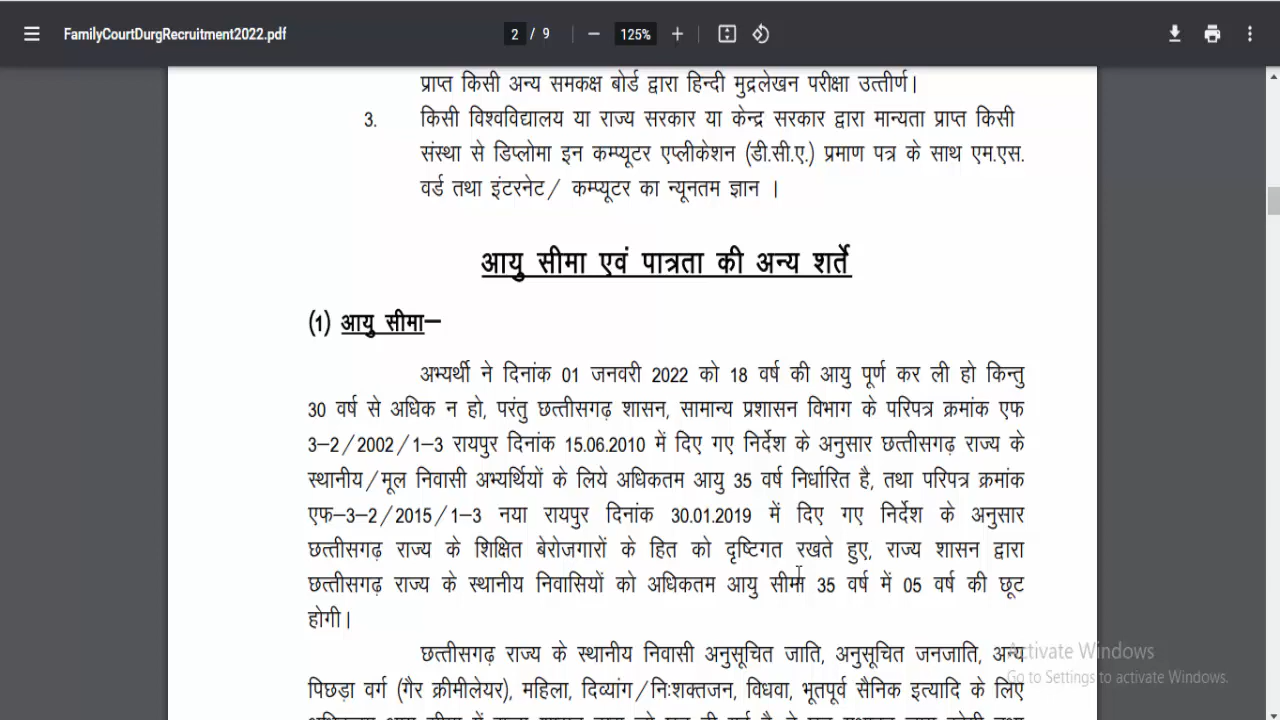 FamilyCourtDurgRecruitment2022.pdf
2 / 9
125%
प्राप्त किसी अन्य समकक्ष बोर्ड द्वारा हिन्दी मुद्रलेखन परीक्षा उत्तीर्ण।
3. किसी विश्वविद्यालय या राज्य सरकार या केन्द्र सरकार द्वारा मान्यता प्राप्त किसी
संस्था से डिप्लोमा इन कम्प्यूटर एप्लीकेशन (डी.सी.ए.) प्रमाण पत्र के साथ एम.एस.
वर्ड तथा इंटरनेट/ कम्प्यूटर का न्यूनतम ज्ञान ।
आयु सीमा एवं पात्रता की अन्य शर्ते
(1) आयु सीमा–
अभ्यर्थी ने दिनांक 01 जनवरी 2022 को 18 वर्ष की आयु पूर्ण कर ली हो किन्तु
30 वर्ष से अधिक न हो, परंतु छत्तीसगढ़ शासन, सामान्य प्रशासन विभाग के परिपत्र क्रमांक एफ
3–2/2002/1–3 रायपुर दिनांक 15.06.2010 में दिए गए निर्देश के अनुसार छत्तीसगढ़ राज्य के
स्थानीय/मूल निवासी अभ्यर्थियों के लिये अधिकतम आयु 35 वर्ष निर्धारित है, तथा परिपत्र क्रमांक
एफ–3–2/2015/1–3 नया रायपुर दिनांक 30.01.2019 में दिए गए निर्देश के अनुसार
छत्तीसगढ़ राज्य के शिक्षित बेरोजगारों के हित को दृष्टिगत रखते हुए, राज्य शासन द्वारा
छत्तीसगढ़ राज्य के स्थानीय निवासियों को अधिकतम आयु सीमा 35 वर्ष में 05 वर्ष की छूट
होगी।
छत्तीसगढ़ राज्य के स्थानीय निवासी अनुसूचित जाति, अनुसूचित जनजाति, अन्य
पिछड़ा वर्ग (गैर क्रीमीलेयर), महिला, दिव्यांग/निःशक्तजन, विधवा, भूतपूर्व सैनिक इत्यादि के लिए
Activate Windows
Go to Settings to activate Windows.